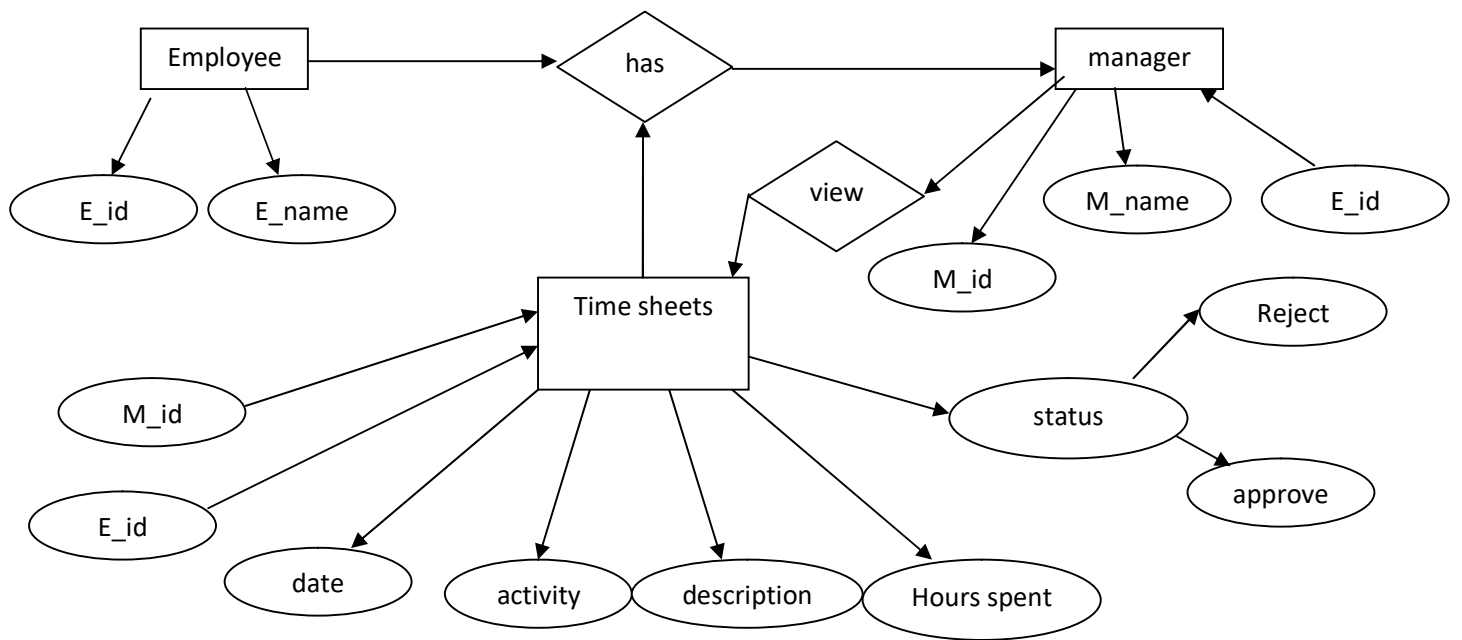 Employee
has
manager
E_id
E_name
view
M_name
E_id
M_id
Time sheets
Reject
M_id
status
E_id
approve
date
activity
description
Hours spent